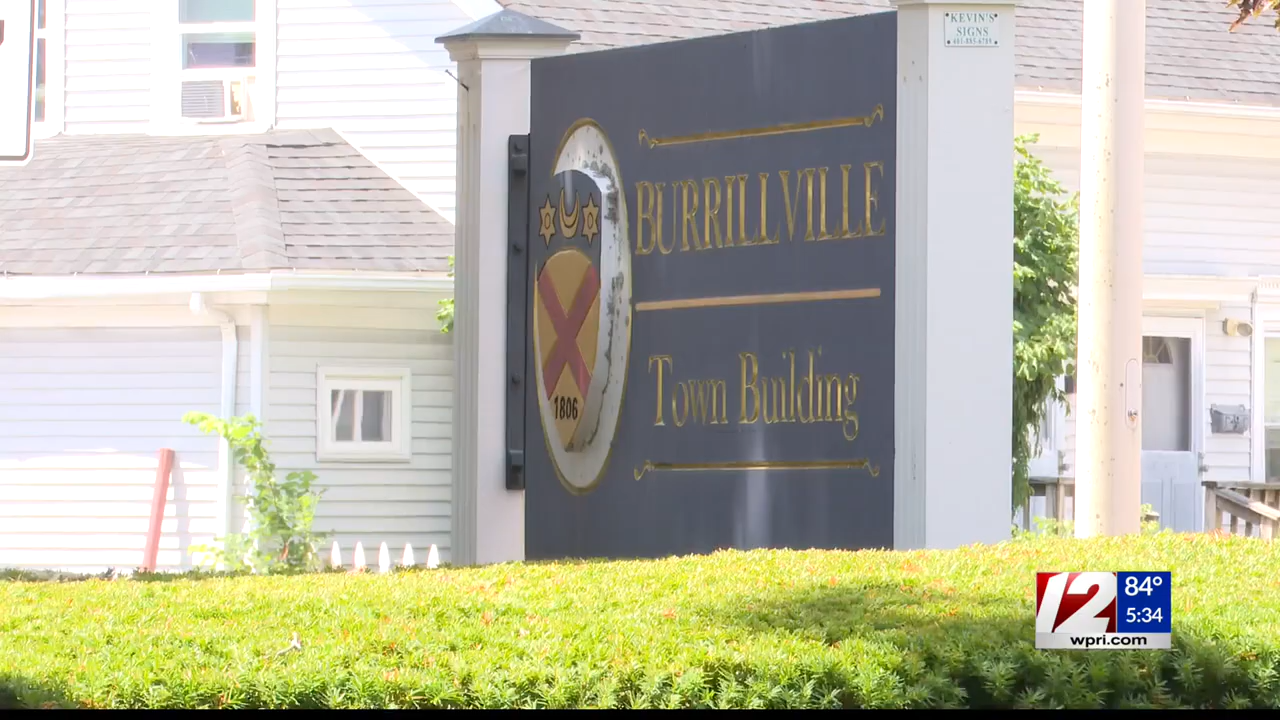 KEVIN'S
SIGNS
BURRILLVILLE
Town Building
1806
12
84°
5:34
wpri.com